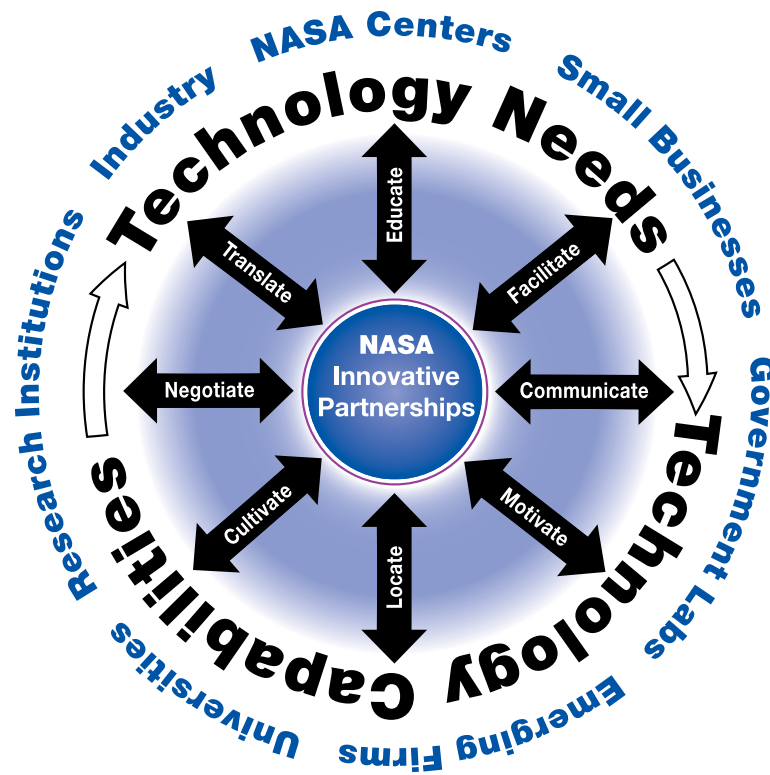 NASA Centers
Small Businesses
Government Labs
Emerging Firms
Universities
Research Institutions
Industry
Technology Needs
Technology Capabilities
Educate
Facilitate
Communicate
Motivate
Locate
Cultivate
Negotiate
Translate
NASA
Innovative
Partnerships